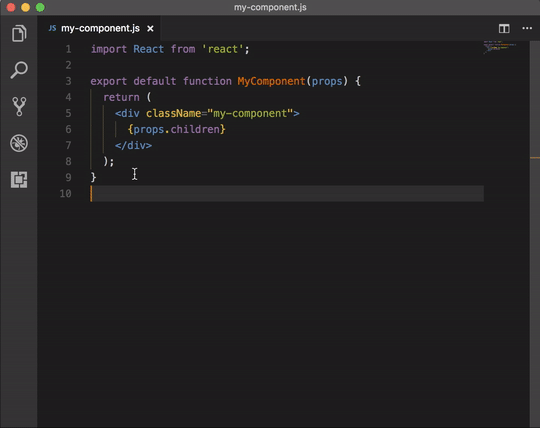 my-component.js
JS my-component.js
1 import React from 'react';
2
3 export default function MyComponent(props) {
4 return (
5 <div className="my-component">
6 {props.children}
7 </div>
8 );
9 }
10